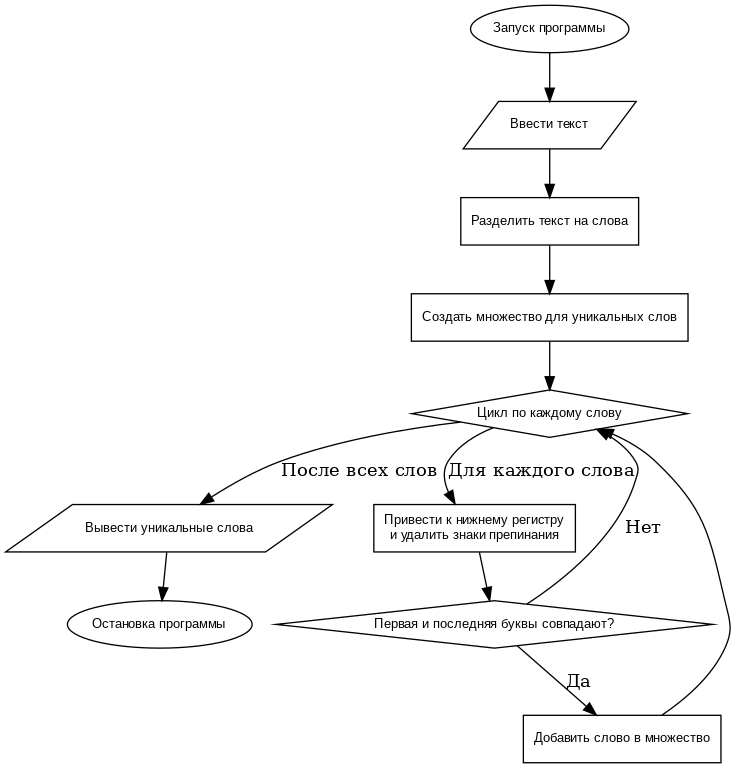 Запуск программы
Ввести текст
Разделить текст на слова
Создать множество для уникальных слов
Цикл по каждому слову
После всех слов
Для каждого слова
Вывести уникальные слова
Привести к нижнему регистру
и удалить знаки препинания
Нет
Остановка программы
Первая и последняя буквы совпадают?
Да
Добавить слово в множество